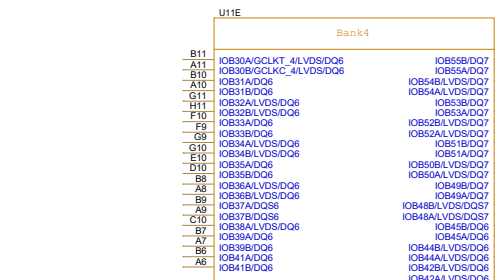 U11E
Bank4
B11 IOB30A/GCLKT_4/LVDS/DQ6 IOB55B/DQ7
A11 IOB30B/GCLKC_4/LVDS/DQ6 IOB55A/DQ7
B10 IOB31A/DQ6 IOB54B/LVDS/DQ7
A10 IOB31B/DQ6 IOB54A/LVDS/DQ7
G11 IOB32A/LVDS/DQ6 IOB53B/DQ7
H11 IOB32B/LVDS/DQ6 IOB53A/DQ7
F10 IOB33A/DQ6 IOB52B/LVDS/DQ7
F9 IOB33B/DQ6 IOB52A/LVDS/DQ7
G9 IOB34A/LVDS/DQ6 IOB51B/DQ7
G10 IOB34B/LVDS/DQ6 IOB51A/DQ7
E10 IOB35A/DQ6 IOB50B/LVDS/DQ7
D10 IOB35B/DQ6 IOB50A/LVDS/DQ7
B8 IOB36A/LVDS/DQ6 IOB49B/DQ7
A8 IOB36B/LVDS/DQ6 IOB49A/DQ7
B9 IOB37A/DQS6 IOB48B/LVDS/DQS7
A9 IOB37B/DQS6 IOB48A/LVDS/DQS7
C10 IOB38A/LVDS/DQ6 IOB45B/DQ6
B7 IOB39A/DQ6 IOB45A/DQ6
A7 IOB39B/DQ6 IOB44B/LVDS/DQ6
B6 IOB41A/DQ6 IOB44A/LVDS/DQ6
A6 IOB41B/DQ6 IOB42B/LVDS/DQ6
IOB42A/LVDS/DQ6